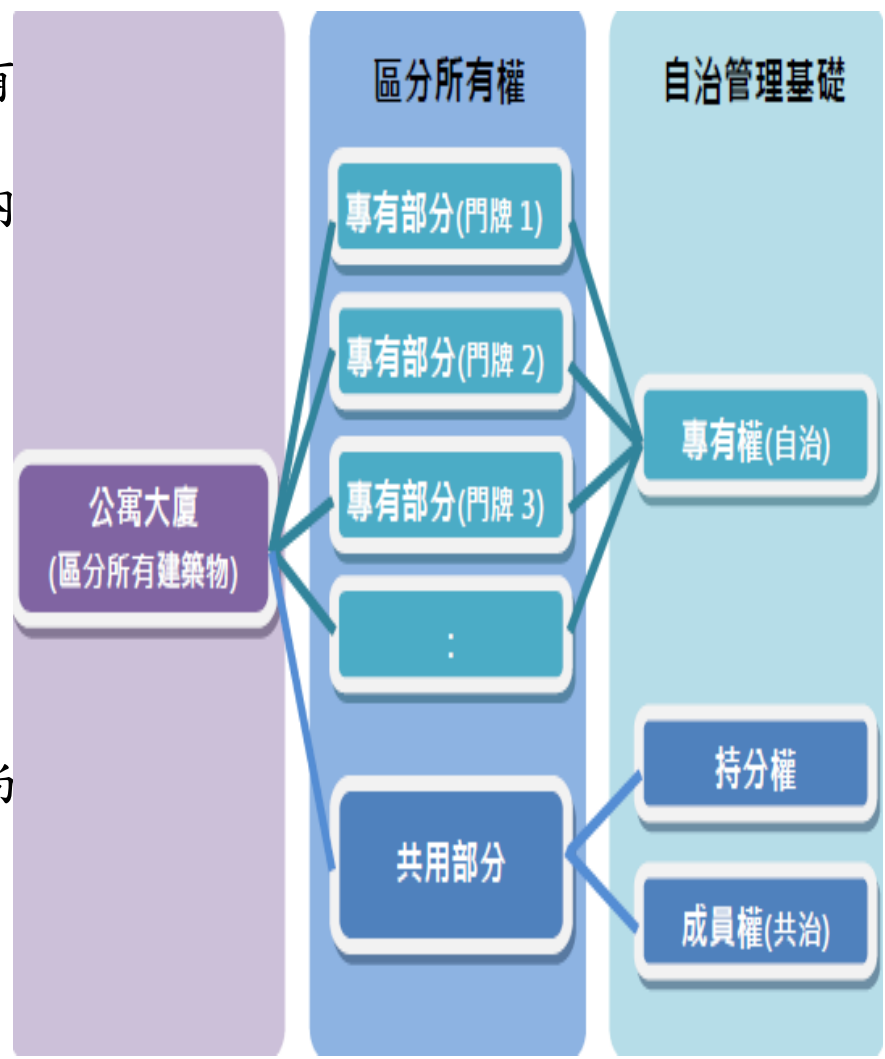 區分所有權
自治管理基礎
專有部分(門牌 1)
專有部分(門牌 2)
專有部分(門牌 3)
:
共用部分
公寓大廈
(區分所有建築物)
專有權(自治)
持分權
成員權(共治)